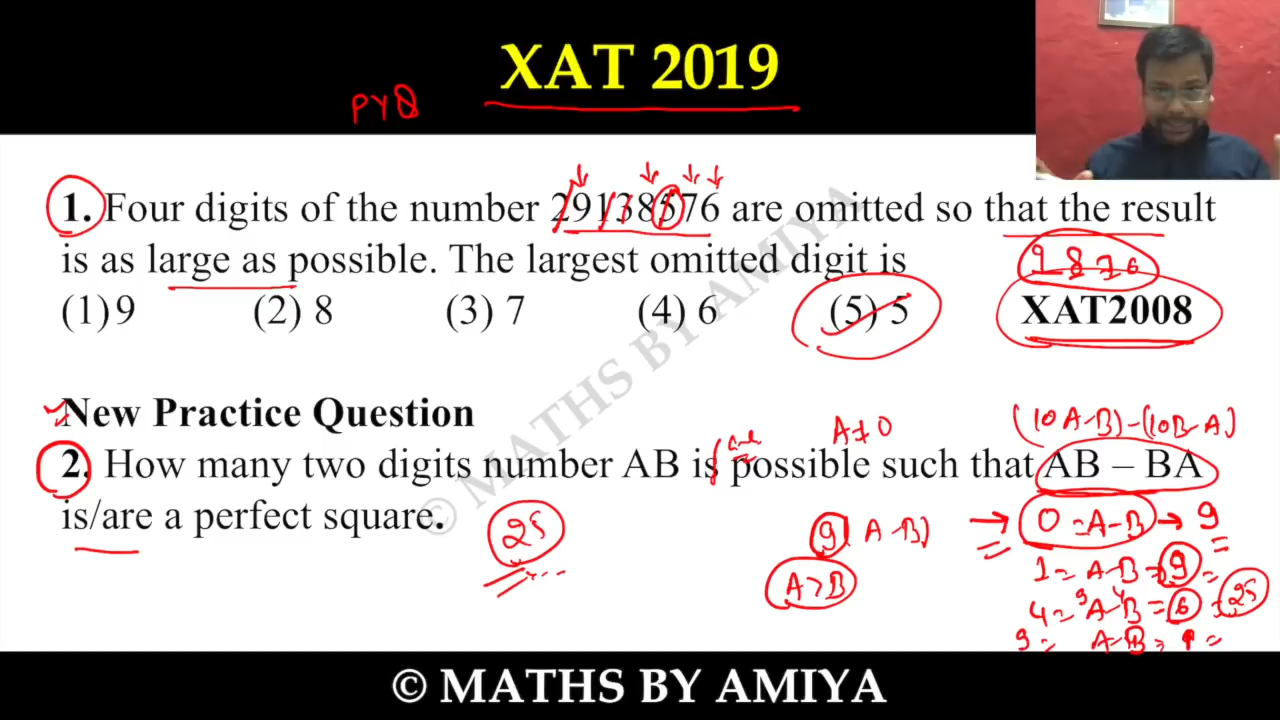 XAT 2019
PYQ
1. Four digits of the number 29138576 are omitted so that the result
is as large as possible. The largest omitted digit is
9876
(1) 9 (2) 8 (3) 7 (4) 6 (5) 5 XAT2008
New Practice Question
A≠0 (10A-B)-(10B-A)
2. How many two digits number AB is possible such that AB – BA
is/are a perfect square.
25
9(A-B)
A>B
0 = A-B → 9
1 = A-B = 9 =
4 = A-B = 6 = 25
9 = A-B = 1 =
© MATHS BY AMIYA
© MATHS BY AMIYA